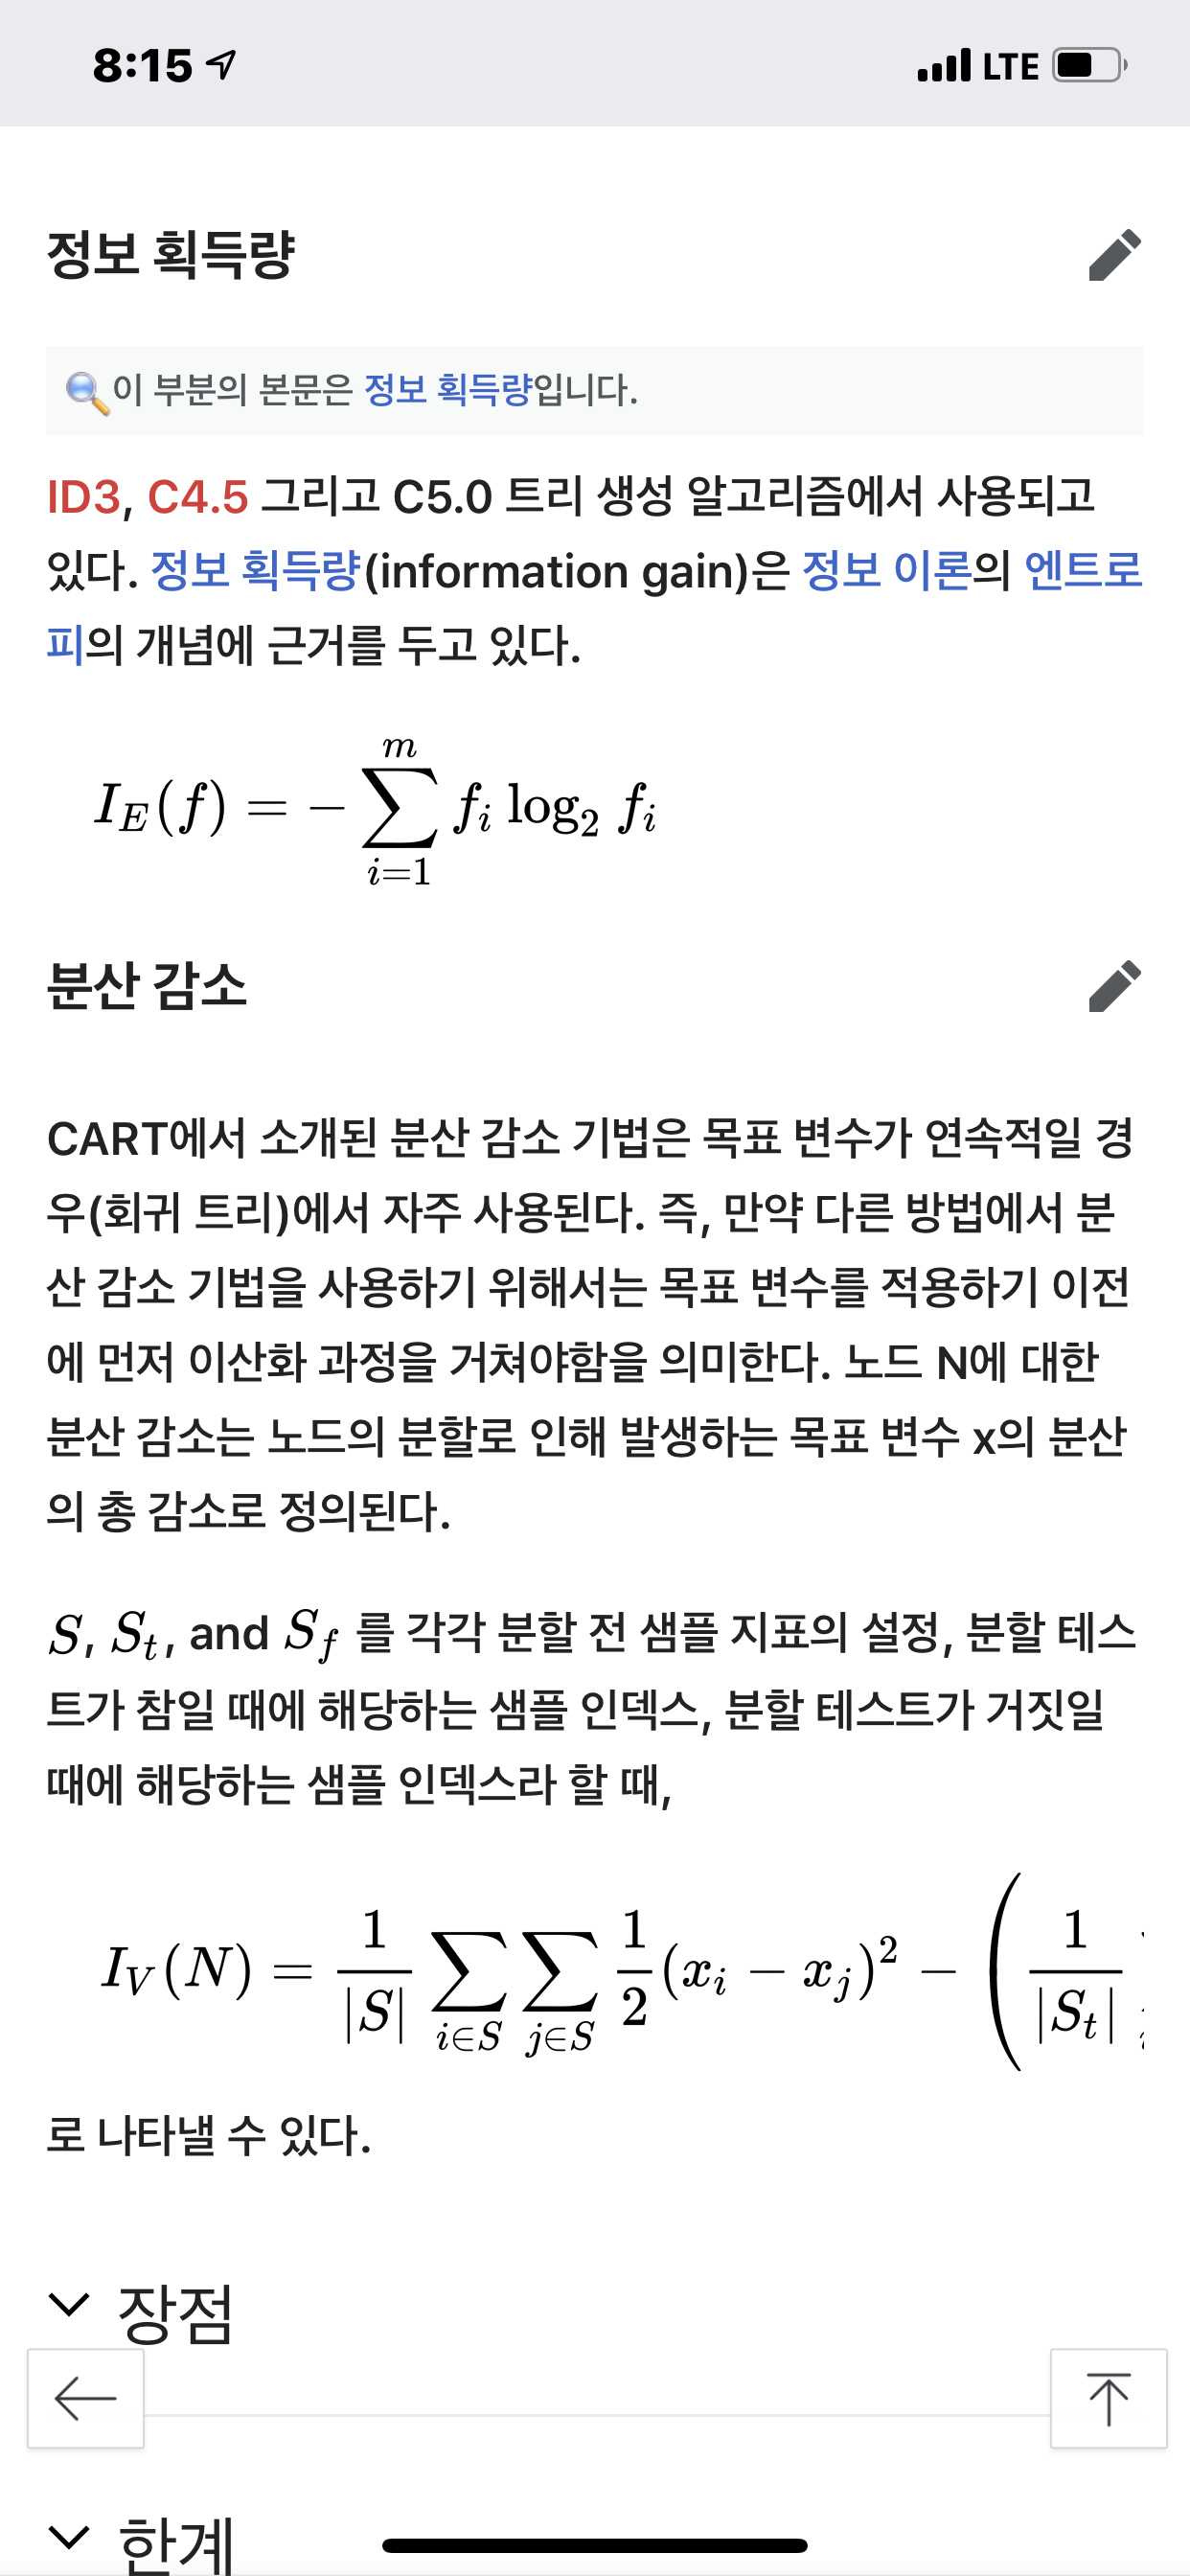 8:15 LTE
정보 획득량
이 부분의 본문은 정보 획득량입니다.
ID3, C4.5 그리고 C5.0 트리 생성 알고리즘에서 사용되고
있다. 정보 획득량(information gain)은 정보 이론의 엔트로
피의 개념에 근거를 두고 있다.
I_E(f) = −∑_{i=1}^{m} f_i log_2 f_i
분산 감소
CART에서 소개된 분산 감소 기법은 목표 변수가 연속적일 경
우(회귀 트리)에서 자주 사용된다. 즉, 만약 다른 방법에서 분
산 감소 기법을 사용하기 위해서는 목표 변수를 적용하기 이전
에 먼저 이산화 과정을 거쳐야함을 의미한다. 노드 N에 대한
분산 감소는 노드의 분할로 인해 발생하는 목표 변수 x의 분산
의 총 감소로 정의된다.
S, S_t, and S_f 를 각각 분할 전 샘플 지표의 설정, 분할 테스
트가 참일 때에 해당하는 샘플 인덱스, 분할 테스트가 거짓일
때에 해당하는 샘플 인덱스라 할 때,
I_V(N) = \frac{1}{|S|} ∑_{i∈S} ∑_{j∈S} \frac{1}{2}(x_i − x_j)^2 − ( \frac{1}{|S_t|}
로 나타낼 수 있다.
장점
한계